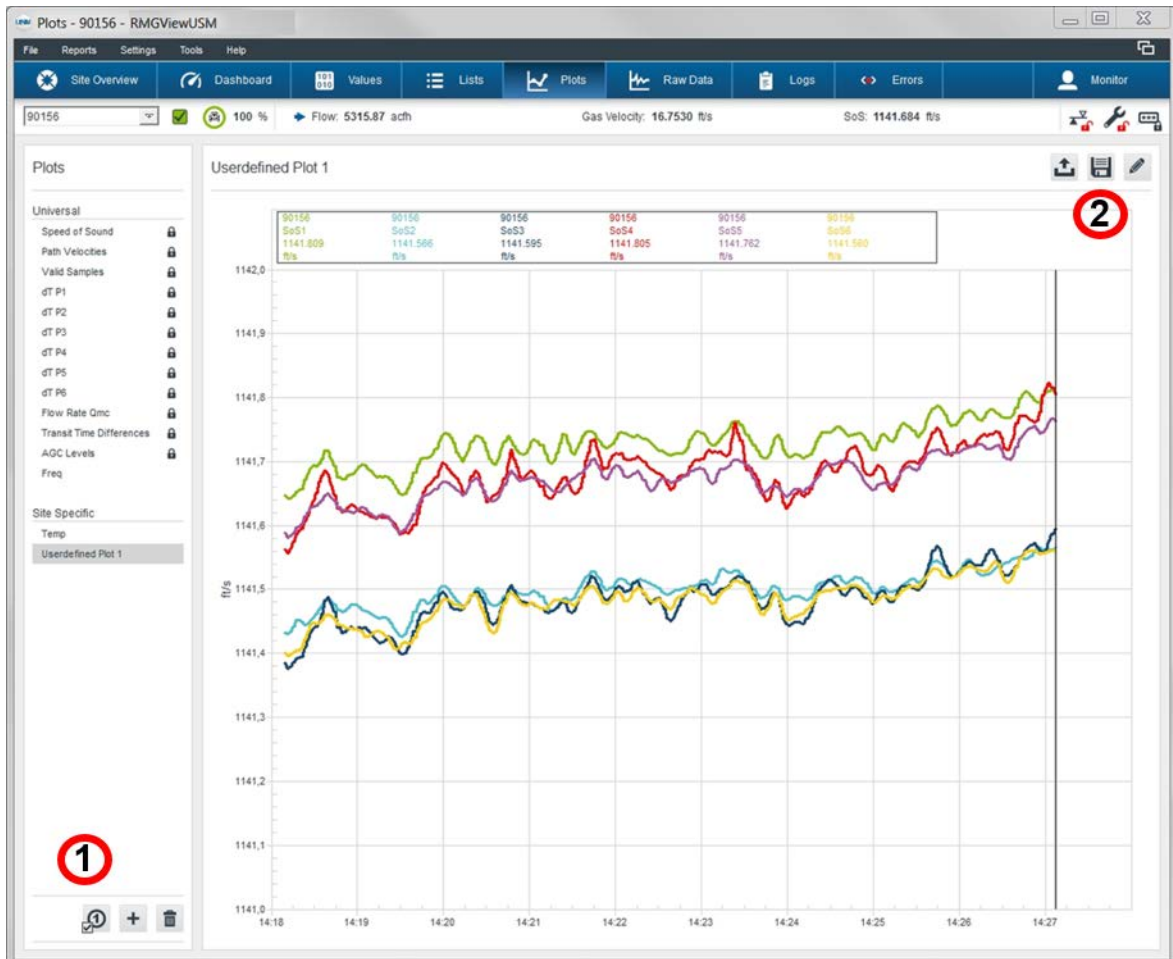 Plots - 90156 - RMGViewUSM
File Reports Settings Tools Help
Site Overview Dashboard Values Lists Plots Raw Data Logs Errors Monitor
90156 100 % Flow: 5315.87 acfh Gas Velocity: 16.7530 ft/s SoS: 1141.684 ft/s
Plots
Universal
Speed of Sound
Path Velocities
Valid Samples
dT P1
dT P2
dT P3
dT P4
dT P5
dT P6
Flow Rate Qmc
Transit Time Differences
AGC Levels
Freq
Site Specific
Temp
Userdefined Plot 1
1
1
Userdefined Plot 1
2
90156 90156 90156 90156 90156 90156
SoS1 SoS2 SoS3 SoS4 SoS5 SoS6
1141.809 1141.566 1141.595 1141.805 1141.762 1141.560
ft/s ft/s ft/s ft/s ft/s ft/s
1142,0
1141,9
1141,8
1141,7
1141,6
ft/s
1141,5
1141,4
1141,3
1141,2
1141,1
1141,0
14:18 14:19 14:20 14:21 14:22 14:23 14:24 14:25 14:26 14:27